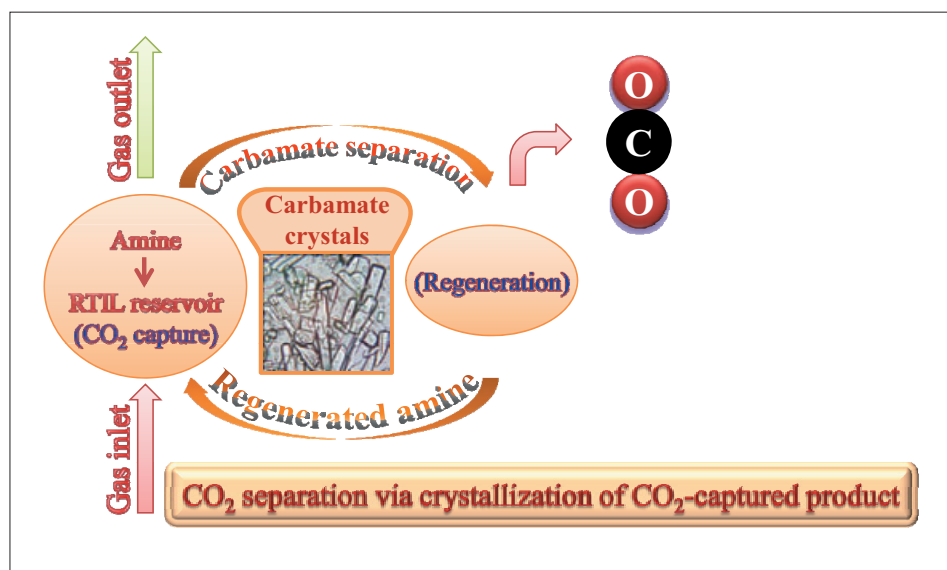 Gas outlet
Carbamate separation
O
C
O
Carbamate
crystals
Amine
RTIL reservoir
(CO₂ capture)
(Regeneration)
Regenerated amine
Gas inlet
CO₂ separation via crystallization of CO₂-captured product